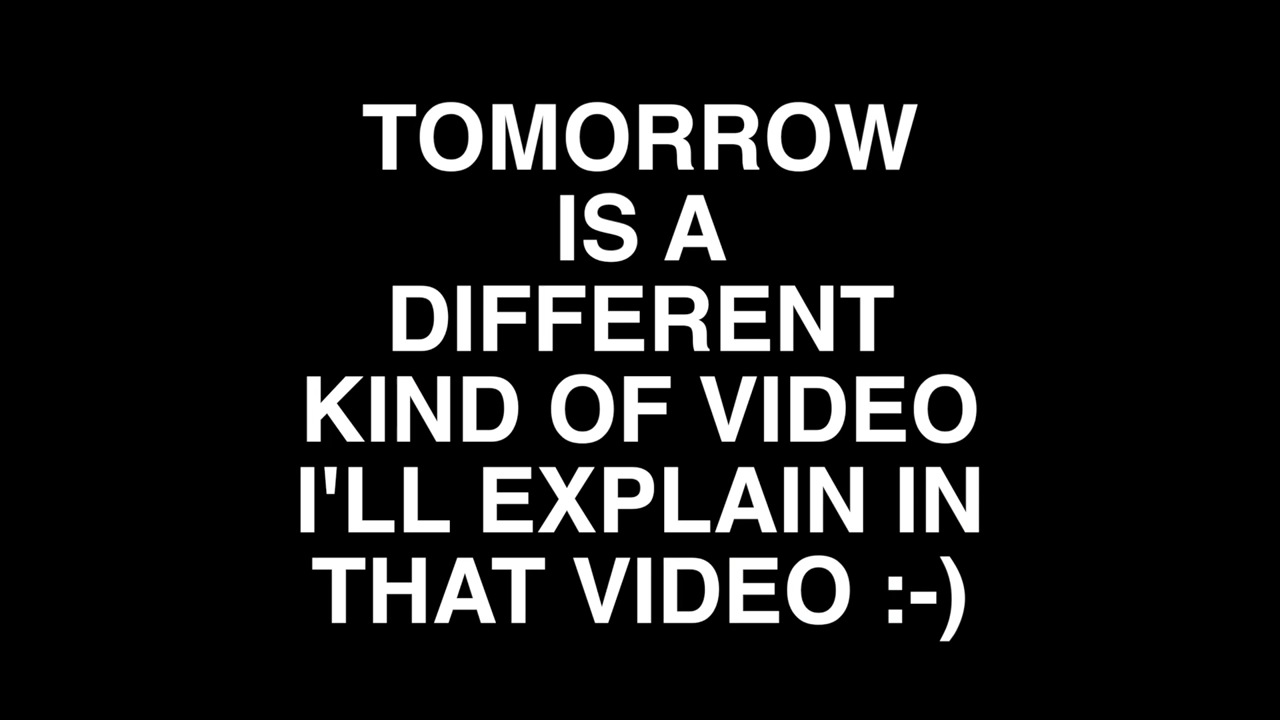 TOMORROW
IS A
DIFFERENT
KIND OF VIDEO
I'LL EXPLAIN IN
THAT VIDEO :-)